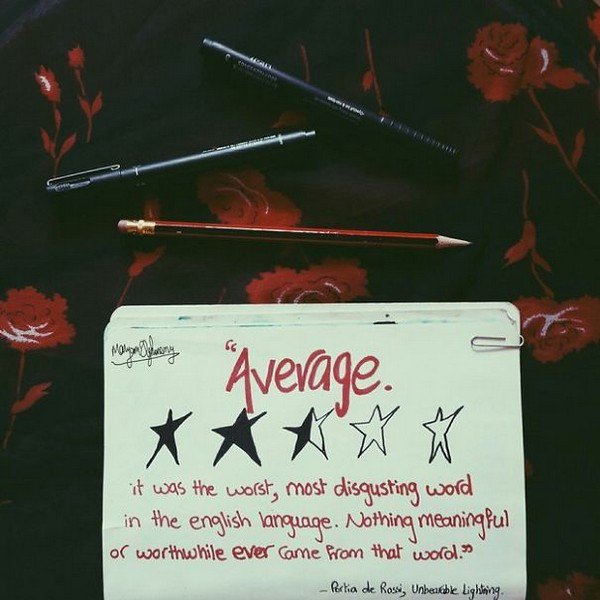 "Average.
it was the worst, most disgusting word
in the english language. Nothing meaningful
or worthwhile ever came from that word."
- Portia de Rossi, Unbearable Lightning.